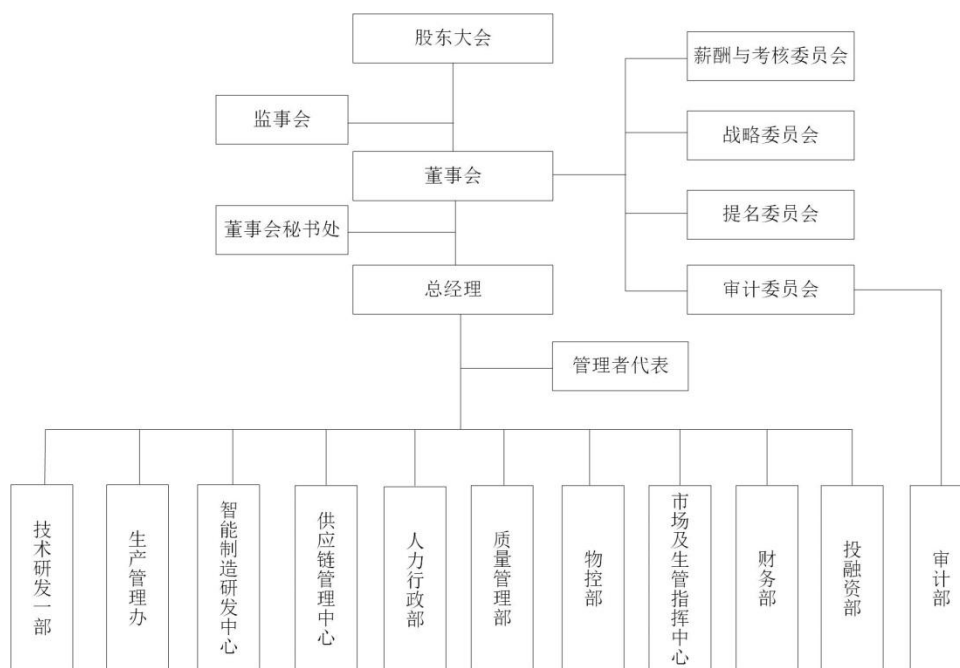 股东大会
薪酬与考核委员会
监事会
战略委员会
董事会
提名委员会
董事会秘书处
总经理
审计委员会
管理者代表
技术研发一部
生产管理办
智能制造研发中心
供应链管理中心
人力行政部
质量管理部
物控部
市场及生管指挥中心
财务部
投融资部
审计部